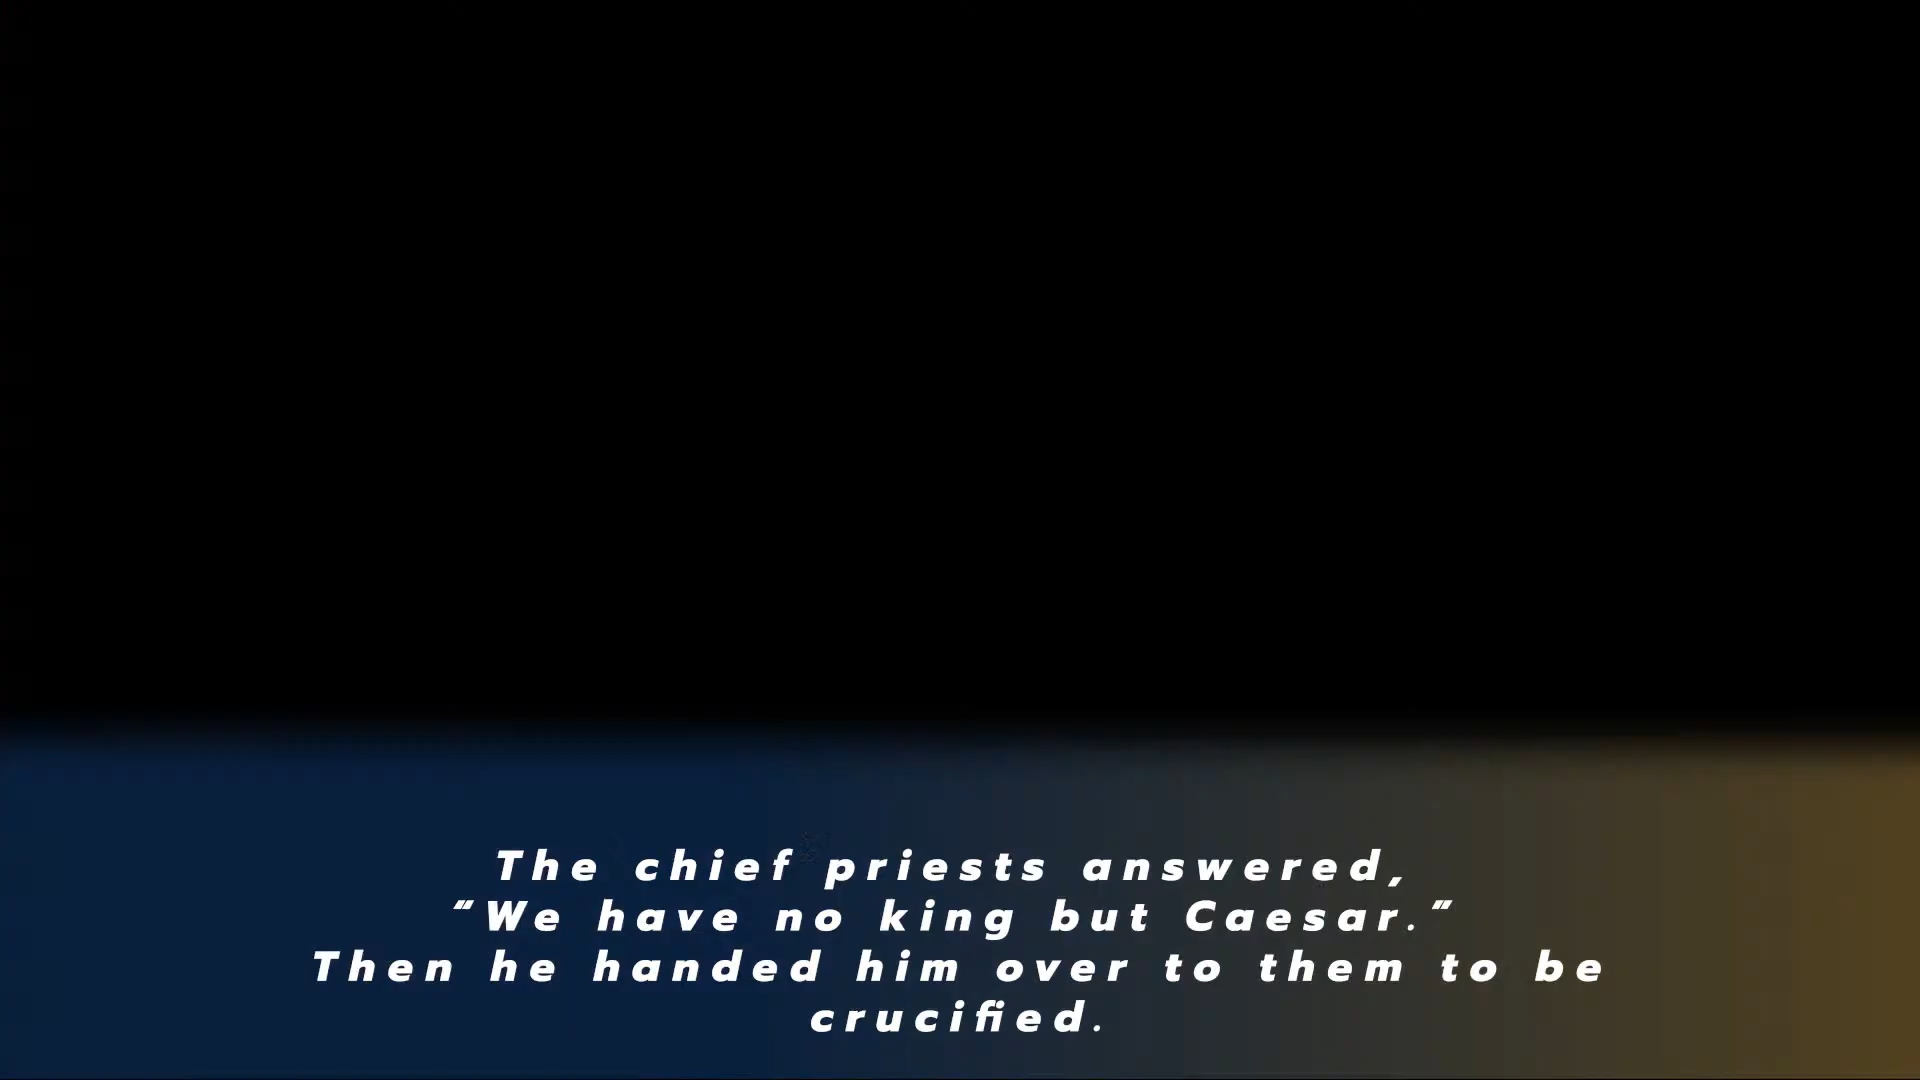 The chief priests answered,
"We have no king but Caesar."
Then he handed him over to them to be
crucified.